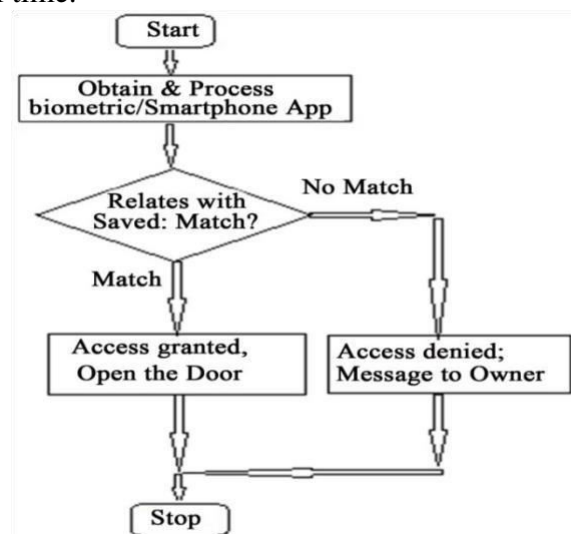 time.
Start
Obtain & Process
biometric/Smartphone App
Relates with
Saved: Match?
No Match
Match
Access granted,
Open the Door
Access denied;
Message to Owner
Stop